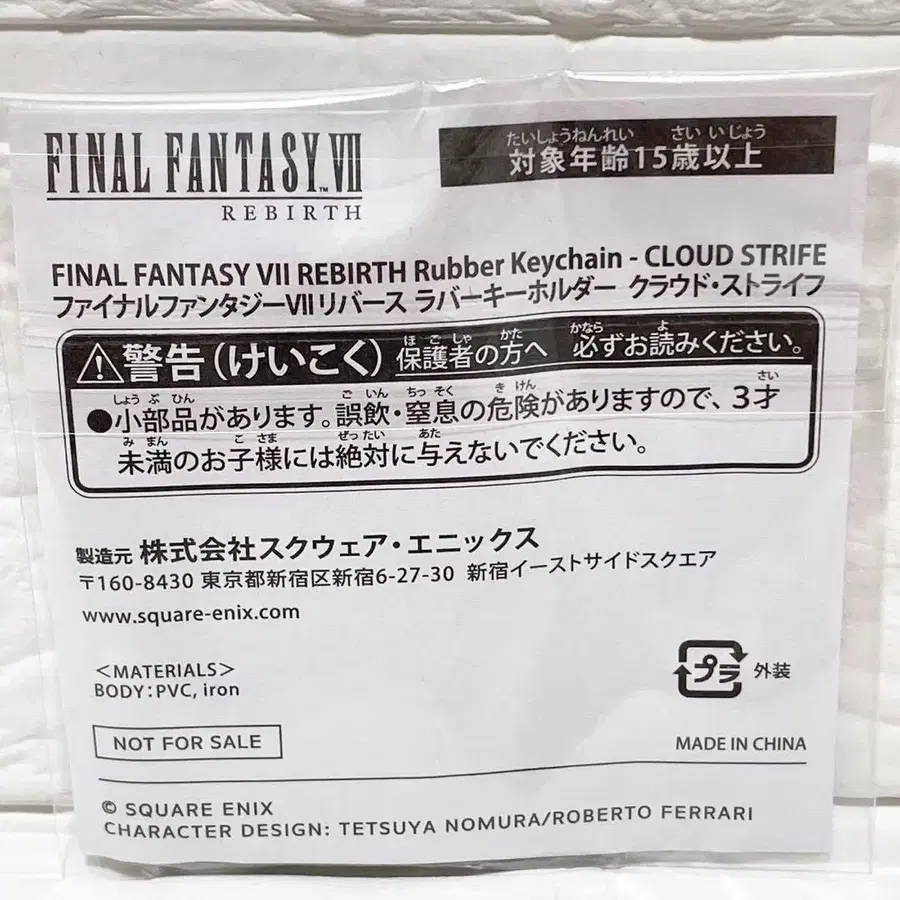 FINAL FANTASY VII
TM
REBIRTH
たいしょうねんれい さい いじょう
対象年齢15歳以上
FINAL FANTASY VII REBIRTH Rubber Keychain - CLOUD STRIFE
ファイナルファンタジーVIIリバース ラバーキーホルダー クラウド・ストライフ
ほ ご しゃ かた かなら よ
警告(けいこく) 保護者の方へ 必ずお読みください。
しょう ぶ ひん ご いん ちっ そく き けん さい
●小部品があります。誤飲・窒息の危険がありますので、3才
み まん こ さま ぜったい あた
未満のお子様には絶対に与えないでください。
製造元 株式会社スクウェア・エニックス
〒160-8430 東京都新宿区新宿6-27-30 新宿イーストサイドスクエア
www.square-enix.com
<MATERIALS>
BODY:PVC, iron
プラ 外装
NOT FOR SALE
MADE IN CHINA
© SQUARE ENIX
CHARACTER DESIGN: TETSUYA NOMURA/ROBERTO FERRARI